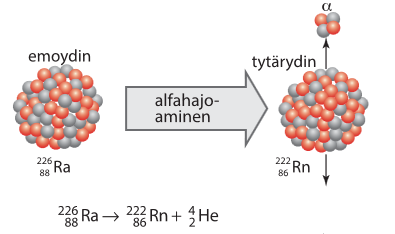 α
emoydin
tytärydin
alfahajo-
aminen
²²⁶₈₈Ra
²²²₈₆Rn
²²⁶₈₈Ra → ²²²₈₆Rn + ⁴₂He